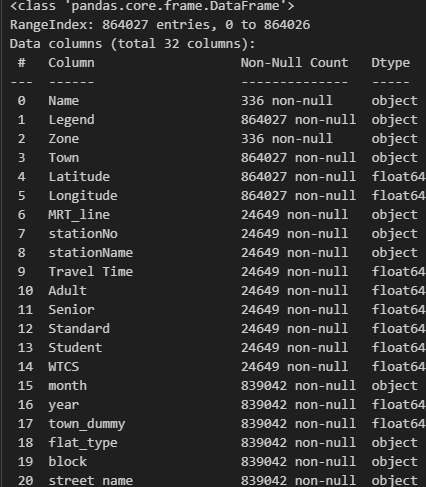 <class 'pandas.core.frame.DataFrame'>
RangeIndex: 864027 entries, 0 to 864026
Data columns (total 32 columns):
 #   Column         Non-Null Count   Dtype
---  ------         --------------   -----
 0   Name           336 non-null     object
 1   Legend         864027 non-null  object
 2   Zone           336 non-null     object
 3   Town           864027 non-null  object
 4   Latitude       864027 non-null  float64
 5   Longitude      864027 non-null  float64
 6   MRT_line       24649 non-null   object
 7   stationNo      24649 non-null   object
 8   stationName    24649 non-null   object
 9   Travel Time    24649 non-null   float64
 10  Adult          24649 non-null   float64
 11  Senior         24649 non-null   float64
 12  Standard       24649 non-null   float64
 13  Student        24649 non-null   float64
 14  WTCS           24649 non-null   float64
 15  month          839042 non-null  object
 16  year           839042 non-null  float64
 17  town_dummy     839042 non-null  float64
 18  flat_type      839042 non-null  object
 19  block          839042 non-null  object
 20  street_name    839042 non-null  object